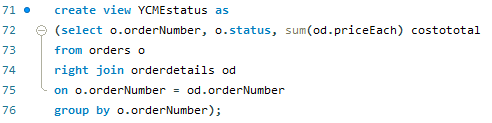 71 create view YCMEstatus as
72 (select o.orderNumber, o.status, sum(od.priceEach) costototal
73 from orders o
74 right join orderdetails od
75 on o.orderNumber = od.orderNumber
76 group by o.orderNumber);